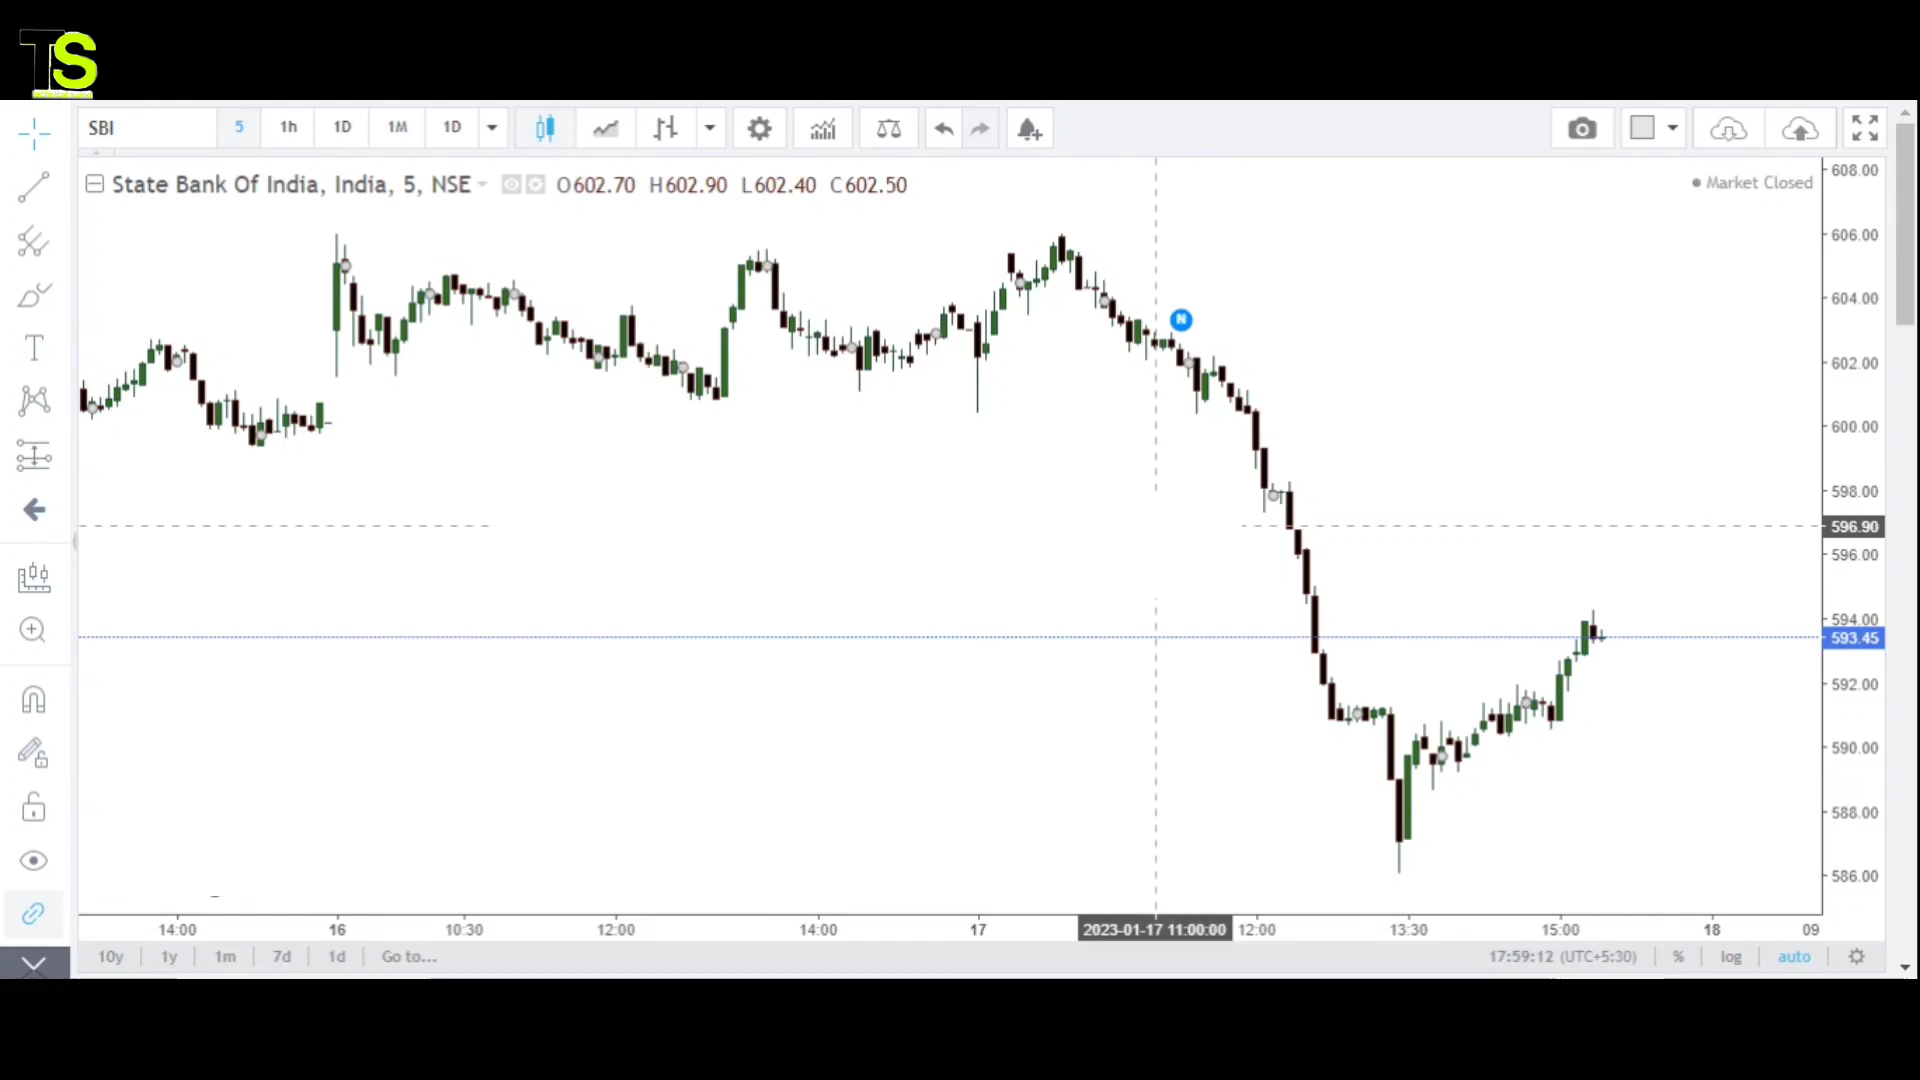 TS
SBI 5 1h 1D 1M 1D
State Bank Of India, India, 5, NSE O602.70 H602.90 L602.40 C602.50
Market Closed
608.00
606.00
604.00
N
602.00
600.00
598.00
596.90
596.00
594.00
593.45
592.00
590.00
588.00
586.00
14:00 16 10:30 12:00 14:00 17 2023-01-17 11:00:00 12:00 13:30 15:00 18 09
10y 1y 1m 7d 1d Go to... 17:59:12 (UTC+5:30) % log auto